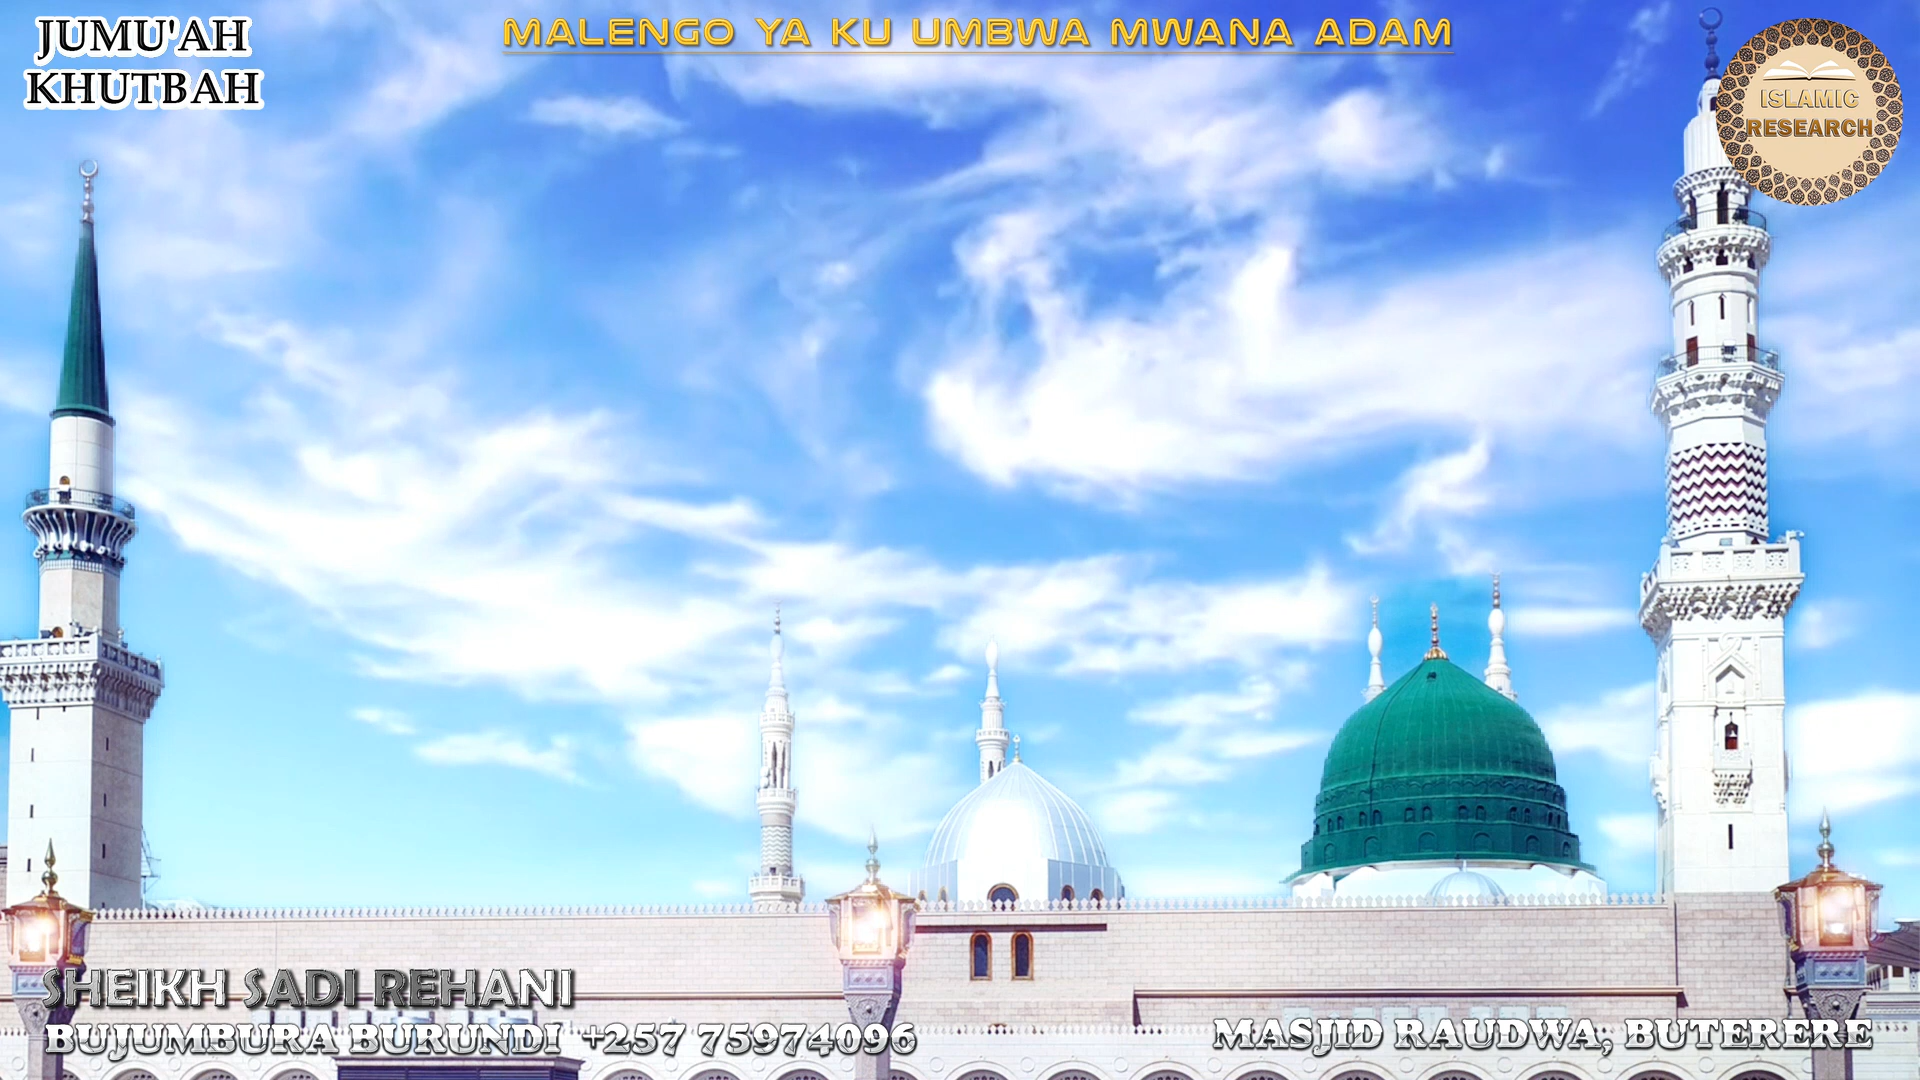 JUMU'AH
KHUTBAH
MALENGO YA KU UMBWA MWANA ADAM
ISLAMIC
RESEARCH
SHEIKH SADI REHANI
BUJUMBURA BURUNDI +257 75974096
MASJID RAUDWA; BUTERERE